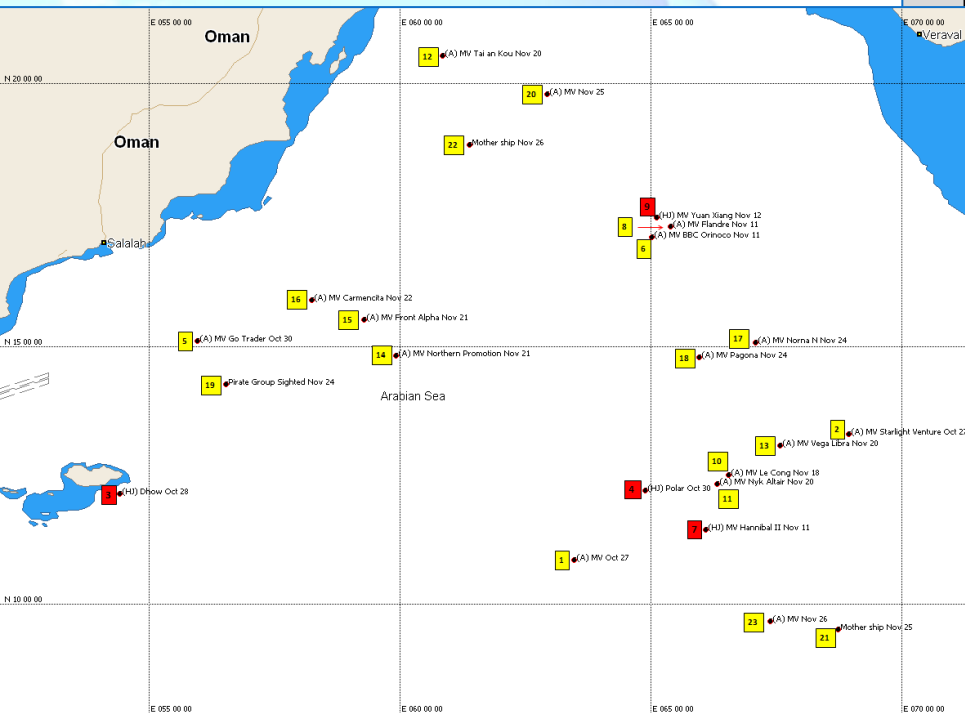 E 055 00 00
E 060 00 00
E 065 00 00
E 070 00 00
Oman
Veraval
12
(A) MV Tai an Kou Nov 20
N 20 00 00
20
(A) MV Nov 25
Oman
22
Mother ship Nov 26
9
(HJ) MV Yuan Xiang Nov 12
8
(A) MV Flandre Nov 11
(A) MV BBC Orinoco Nov 11
6
Salalah
16
(A) MV Carmencita Nov 22
15
(A) MV Front Alpha Nov 21
5
(A) MV Go Trader Oct 30
17
(A) MV Norna N Nov 24
N 15 00 00
14
(A) MV Northern Promotion Nov 21
18
(A) MV Pagona Nov 24
19
Pirate Group Sighted Nov 24
Arabian Sea
2
(A) MV Starlight Venture Oct 27
13
(A) MV Vega Libra Nov 20
10
(A) MV Le Cong Nov 18
(A) MV Nyk Altair Nov 20
11
3
(HJ) Dhow Oct 28
4
(HJ) Polar Oct 30
7
(HJ) MV Hannibal II Nov 11
1
(A) MV Oct 27
N 10 00 00
23
(A) MV Nov 26
21
Mother ship Nov 25
E 055 00 00
E 060 00 00
E 065 00 00
E 070 00 00